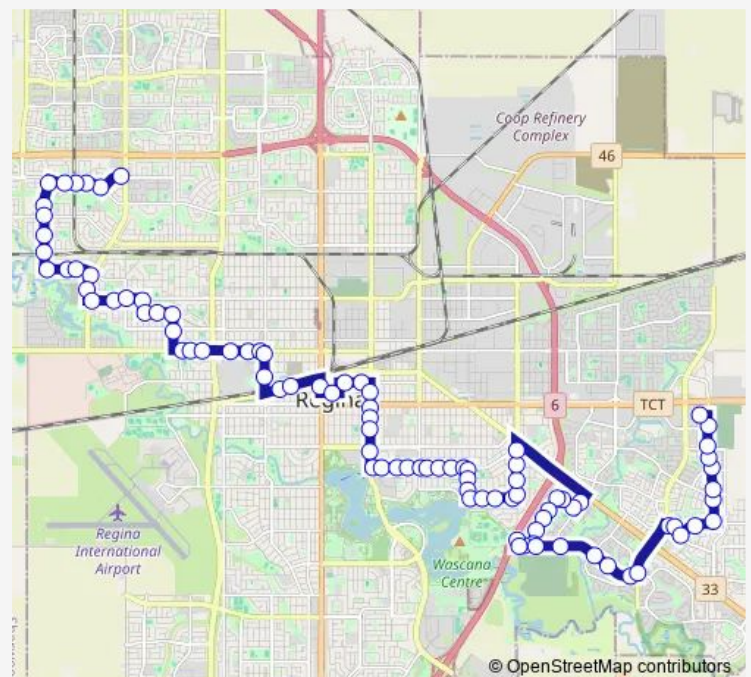 Coop Refinery
Complex
46
6
TCT
Regina
Regina
International
Airport
Wascana
Centre
33
© OpenStreetMap contributors